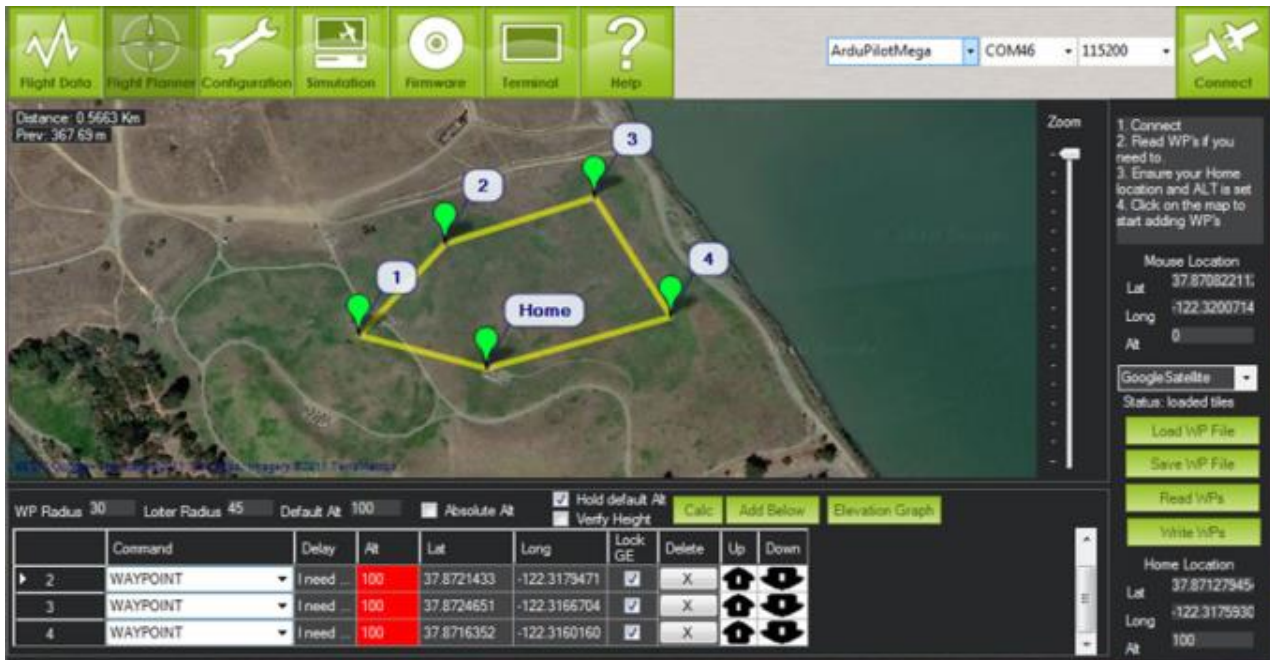 Flight Data
Flight Planner
Configuration
Simulation
Firmware
Terminal
Help
ArduPilotMega
COM46
115200
Connect
Distance: 0.5663 Km
Prev: 367.69 m
1
2
3
4
Home
Zoom
1. Connect
2. Read WP's if you
need to.
3. Ensure your Home
location and ALT is set
4. Click on the map to
start adding WP's
Mouse Location
Lat 37.87082211
Long -122.3200714
Alt 0
GoogleSatellite
Status: loaded tiles
Load WP File
Save WP File
Read WPs
Write WPs
Home Location
Lat 37.87127945
Long -122.3175930
Alt 100
WP Radius 30 Loter Radius 45 Default Alt 100 Absolute Alt Hold default Alt
Verify Height
Calc Add Below Elevation Graph
Command Delay Alt Lat Long Lock GE Delete Up Down
2 WAYPOINT I need ... 100 37.8721433 -122.3179471 X
3 WAYPOINT I need ... 100 37.8724651 -122.3166704 X
4 WAYPOINT I need ... 100 37.8716352 -122.3160160 X